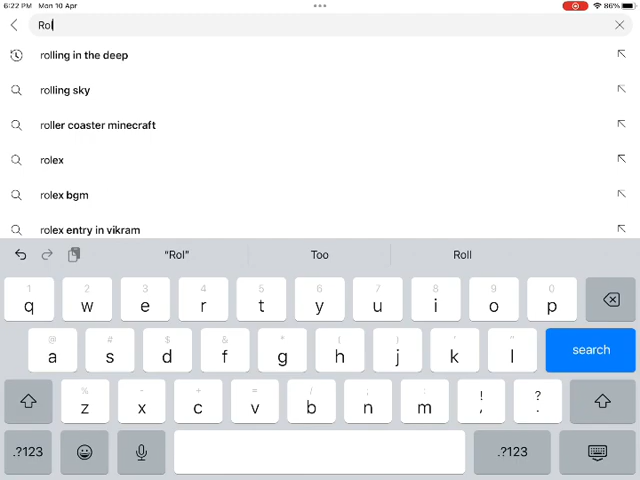 6:22 PM Mon 10 Apr 86%
Rol
rolling in the deep
rolling sky
roller coaster minecraft
rolex
rolex bgm
rolex entry in vikram
"Rol" Too Roll
1 2 3 4 5 6 7 8 9 0
q w e r t y u i o p
@ # $ & * ( ) ' "
a s d f g h j k l search
% - + = / ; : ! ?
z x c v b n m , .
.?123 .?123